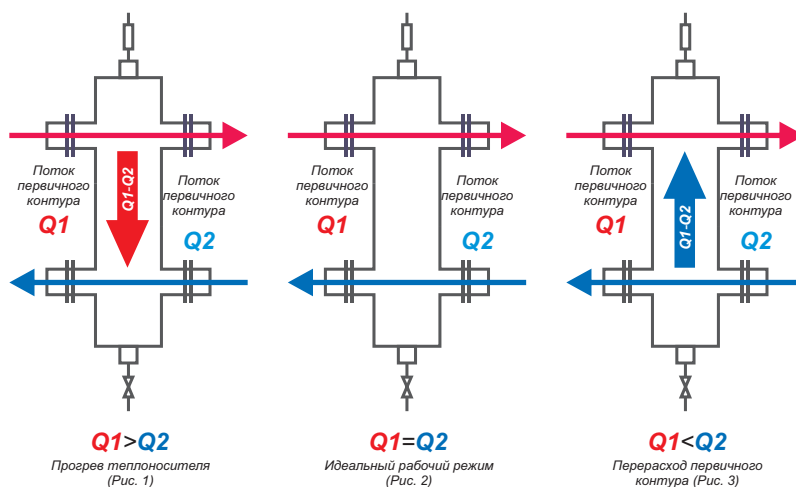 Поток
первичного
контура
Q1
Q1-Q2
Поток
первичного
контура
Q2
Q1>Q2
Прогрев теплоносителя
(Рис. 1)
Поток
первичного
контура
Q1
Поток
первичного
контура
Q2
Q1=Q2
Идеальный рабочий режим
(Рис. 2)
Поток
первичного
контура
Q1
Q1-Q2
Поток
первичного
контура
Q2
Q1<Q2
Перерасход первичного
контура (Рис. 3)